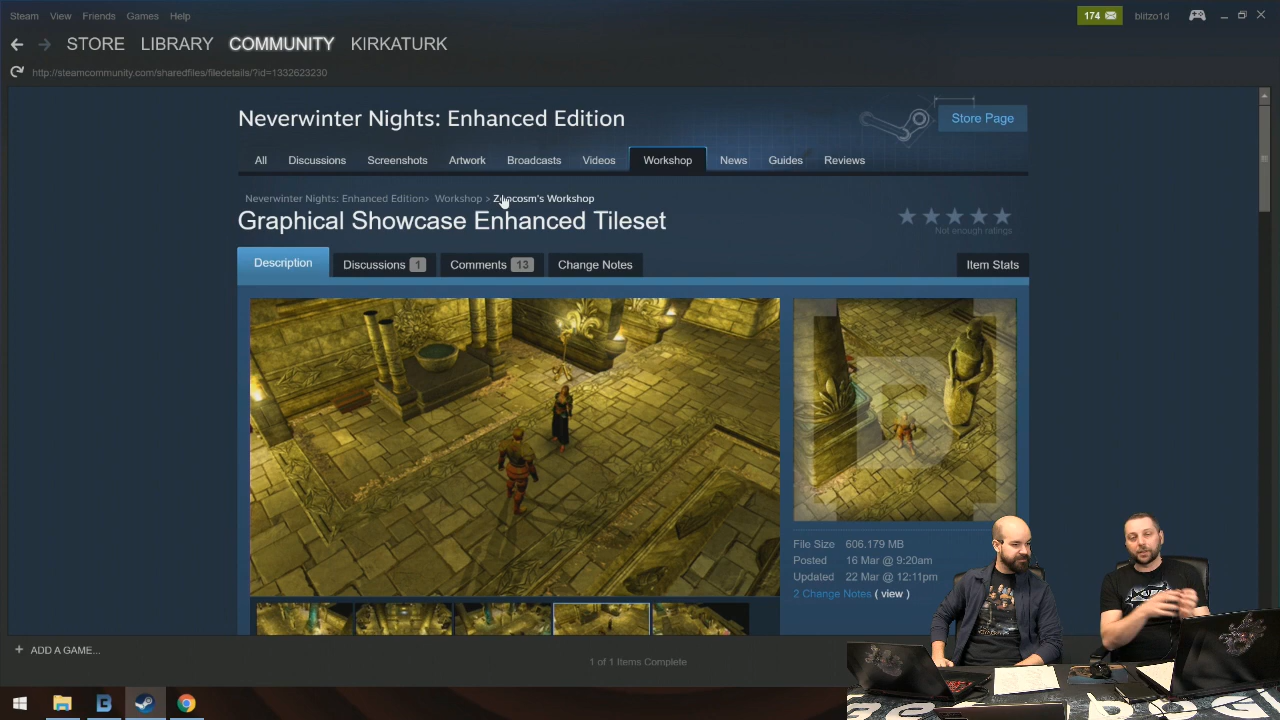 Steam View Friends Games Help
174
blitzo1d
STORE LIBRARY COMMUNITY KIRKATURK
http://steamcommunity.com/sharedfiles/filedetails/?id=1332623230
Neverwinter Nights: Enhanced Edition
Store Page
All Discussions Screenshots Artwork Broadcasts Videos Workshop News Guides Reviews
Neverwinter Nights: Enhanced Edition> Workshop > Workshop
Graphical Showcase Enhanced Tileset
Not enough ratings
Description Discussions 1 Comments 13 Change Notes Item Stats
File Size 606.179 MB
Posted 16 Mar @ 9:20am
Updated 22 Mar @ 12:11pm
2 Change Notes ( view )
+ ADD A GAME...
1 of 1 Items Complete